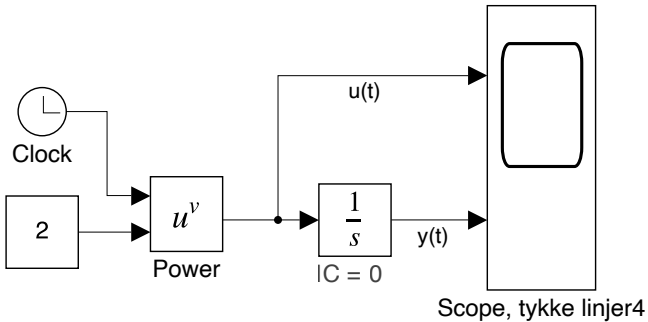 u(t)
Clock
2
u^v
Power
1
s
IC = 0
y(t)
Scope, tykke linjer4